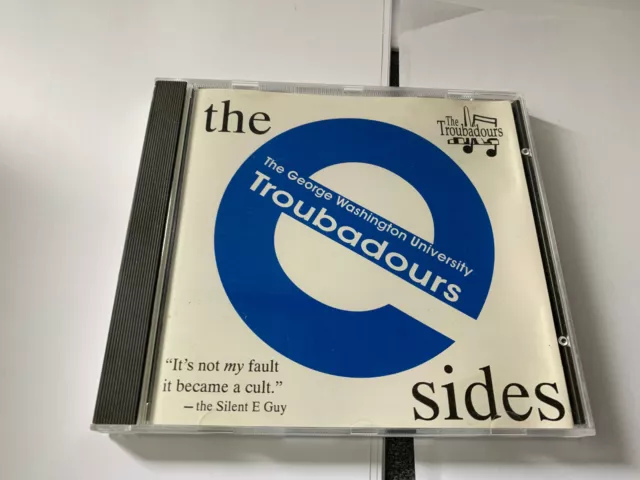 the
The
Troubadours
e
The George Washington University
Troubadours
"It's not my fault
it became a cult."
—the Silent E Guy
sides